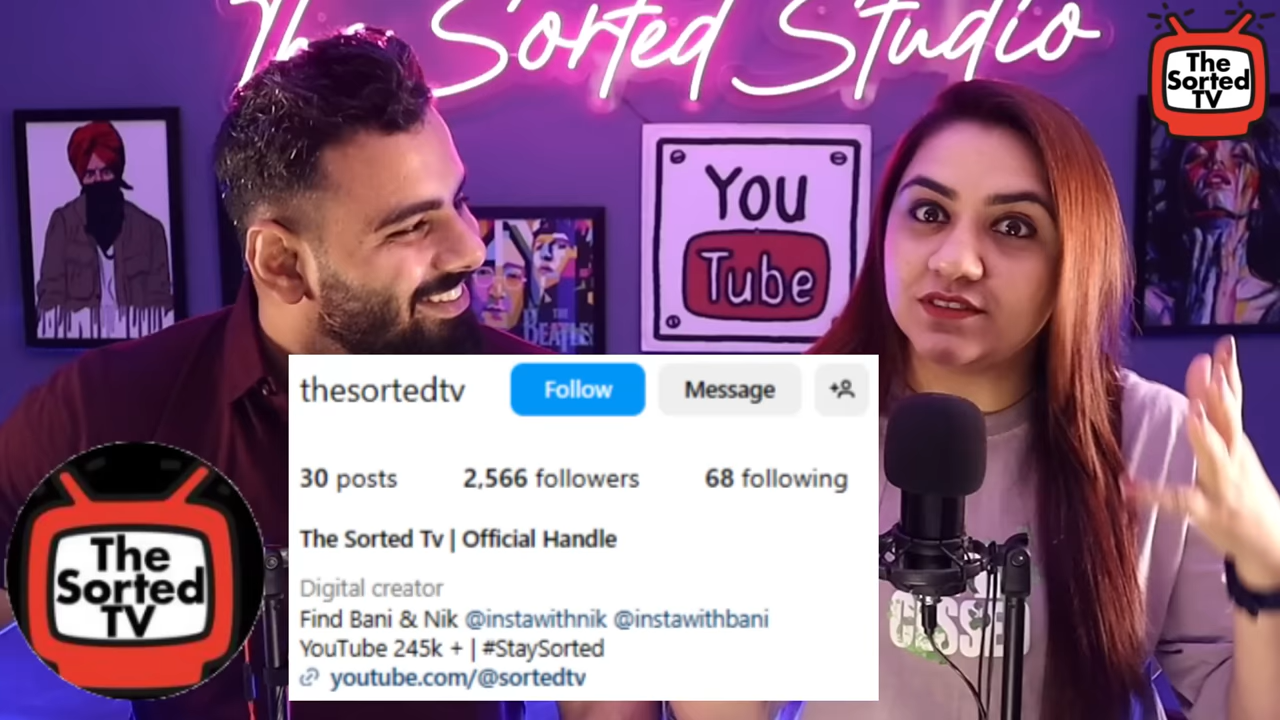 The Sorted Studio
The
Sorted
TV
You
Tube
THE
BEATLES
thesortedtv
Follow
Message
30 posts
2,566 followers
68 following
The Sorted Tv | Official Handle
Digital creator
Find Bani & Nik @instawithnik @instawithbani
YouTube 245k + | #StaySorted
youtube.com/@sortedtv
The
Sorted
TV